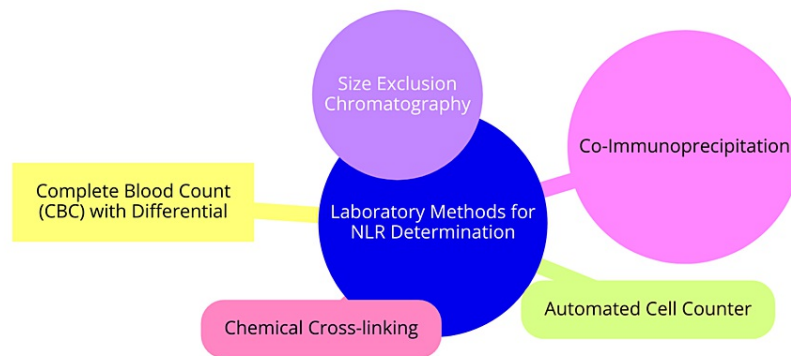 Size Exclusion
Chromatography
Co-Immunoprecipitation
Complete Blood Count
(CBC) with Differential
Laboratory Methods for
NLR Determination
Automated Cell Counter
Chemical Cross-linking